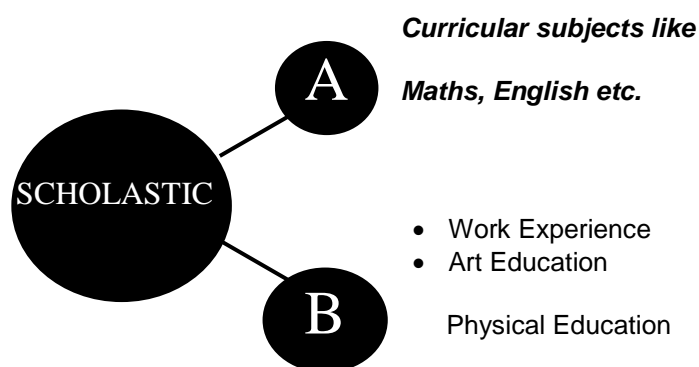 Curricular subjects like
A
Maths, English etc.
SCHOLASTIC
• Work Experience
• Art Education
B
Physical Education